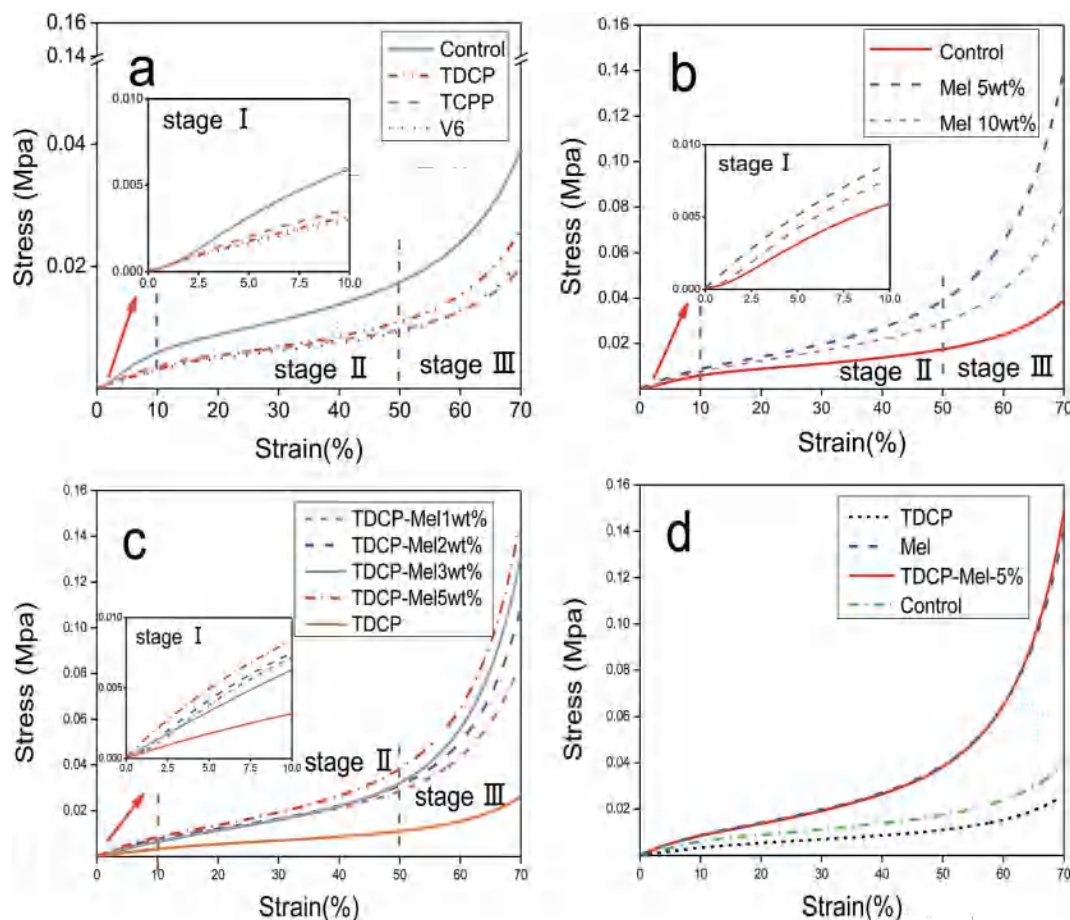 a
Control
TDCP
TCPP
V6
0.16
0.14
0.04
0.02
Stress (Mpa)
stage Ⅰ
0.010
0.005
0.000
0.0 2.5 5.0 7.5 10.0
stage Ⅱ
stage Ⅲ
0 10 20 30 40 50 60 70
Strain(%)
b
Control
Mel 5wt%
Mel 10wt%
0.16
0.14
0.12
0.10
0.08
0.06
0.04
0.02
Stress (Mpa)
stage Ⅰ
0.010
0.005
0.000
0.0 2.5 5.0 7.5 10.0
stage Ⅱ
stage Ⅲ
0 10 20 30 40 50 60 70
Strain(%)
c
TDCP-Mel1wt%
TDCP-Mel2wt%
TDCP-Mel3wt%
TDCP-Mel5wt%
TDCP
0.16
0.14
0.12
0.10
0.08
0.06
0.04
0.02
Stress (Mpa)
stage Ⅰ
0.010
0.005
0.000
0.0 2.5 5.0 7.5 10.0
stage Ⅱ
stage Ⅲ
0 10 20 30 40 50 60 70
Strain(%)
d
TDCP
Mel
TDCP-Mel-5%
Control
0.16
0.14
0.12
0.10
0.08
0.06
0.04
0.02
Stress (Mpa)
0 10 20 30 40 50 60 70
Strain(%)